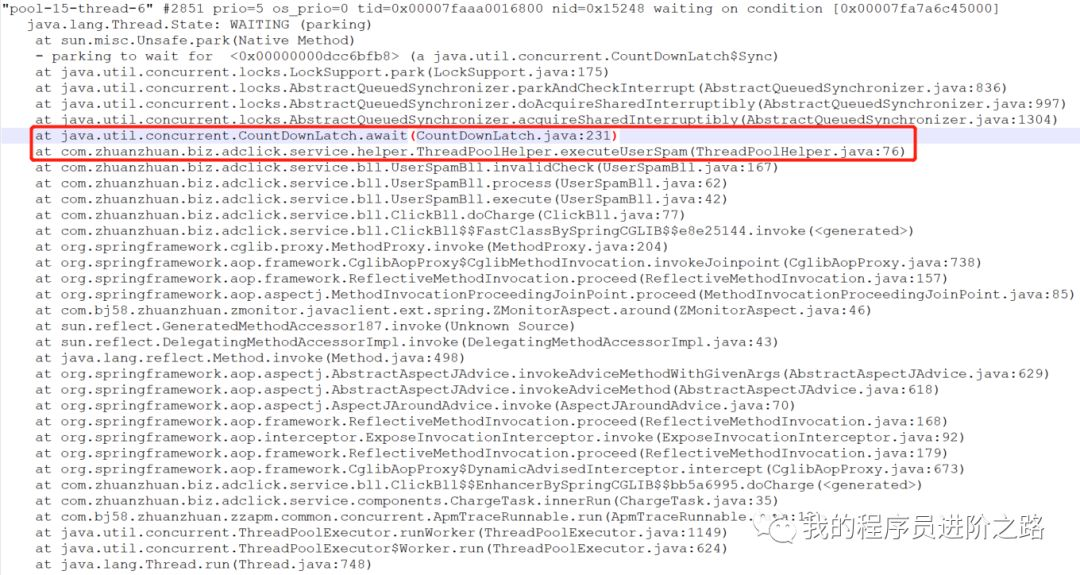 "pool-15-thread-6" #2851 prio=5 os_prio=0 tid=0x00007faaa0016800 nid=0x15248 waiting on condition [0x00007fa7a6c45000]
java.lang.Thread.State: WAITING (parking)
at sun.misc.Unsafe.park(Native Method)
- parking to wait for <0x00000000dcc6bfb8> (a java.util.concurrent.CountDownLatch$Sync)
at java.util.concurrent.locks.LockSupport.park(LockSupport.java:175)
at java.util.concurrent.locks.AbstractQueuedSynchronizer.parkAndCheckInterrupt(AbstractQueuedSynchronizer.java:836)
at java.util.concurrent.locks.AbstractQueuedSynchronizer.doAcquireSharedInterruptibly(AbstractQueuedSynchronizer.java:997)
at java.util.concurrent.locks.AbstractQueuedSynchronizer.acquireSharedInterruptibly(AbstractQueuedSynchronizer.java:1304)
at java.util.concurrent.CountDownLatch.await(CountDownLatch.java:231)
at com.zhuanzhuan.biz.adclick.service.helper.ThreadPoolHelper.executeUserSpam(ThreadPoolHelper.java:76)
at com.zhuanzhuan.biz.adclick.service.bll.UserSpamBll.invalidCheck(UserSpamBll.java:167)
at com.zhuanzhuan.biz.adclick.service.bll.UserSpamBll.process(UserSpamBll.java:62)
at com.zhuanzhuan.biz.adclick.service.bll.UserSpamBll.execute(UserSpamBll.java:42)
at com.zhuanzhuan.biz.adclick.service.bll.ClickBll.doCharge(ClickBll.java:77)
at com.zhuanzhuan.biz.adclick.service.bll.ClickBll$$FastClassBySpringCGLIB$$e8e25144.invoke(<generated>)
at org.springframework.cglib.proxy.MethodProxy.invoke(MethodProxy.java:204)
at org.springframework.aop.framework.CglibAopProxy$CglibMethodInvocation.invokeJoinpoint(CglibAopProxy.java:738)
at org.springframework.aop.framework.ReflectiveMethodInvocation.proceed(ReflectiveMethodInvocation.java:157)
at org.springframework.aop.aspectj.MethodInvocationProceedingJoinPoint.proceed(MethodInvocationProceedingJoinPoint.java:85)
at com.bj58.zhuanzhuan.zmonitor.javaclient.ext.spring.ZMonitorAspect.around(ZMonitorAspect.java:46)
at sun.reflect.GeneratedMethodAccessor187.invoke(Unknown Source)
at sun.reflect.DelegatingMethodAccessorImpl.invoke(DelegatingMethodAccessorImpl.java:43)
at java.lang.reflect.Method.invoke(Method.java:498)
at org.springframework.aop.aspectj.AbstractAspectJAdvice.invokeAdviceMethodWithGivenArgs(AbstractAspectJAdvice.java:629)
at org.springframework.aop.aspectj.AbstractAspectJAdvice.invokeAdviceMethod(AbstractAspectJAdvice.java:618)
at org.springframework.aop.aspectj.AspectJAroundAdvice.invoke(AspectJAroundAdvice.java:70)
at org.springframework.aop.framework.ReflectiveMethodInvocation.proceed(ReflectiveMethodInvocation.java:168)
at org.springframework.aop.interceptor.ExposeInvocationInterceptor.invoke(ExposeInvocationInterceptor.java:92)
at org.springframework.aop.framework.ReflectiveMethodInvocation.proceed(ReflectiveMethodInvocation.java:179)
at org.springframework.aop.framework.CglibAopProxy$DynamicAdvisedInterceptor.intercept(CglibAopProxy.java:673)
at com.zhuanzhuan.biz.adclick.service.bll.ClickBll$$EnhancerBySpringCGLIB$$bb5a6995.doCharge(<generated>)
at com.zhuanzhuan.biz.adclick.service.components.ChargeTask.innerRun(ChargeTask.java:35)
at com.bj58.zhuanzhuan.zzapm.common.concurrent.ApmTraceRunnable.run(ApmTraceRunnable.
我的程序员进阶之路
at java.util.concurrent.ThreadPoolExecutor.runWorker(ThreadPoolExecutor.java:1149)
at java.util.concurrent.ThreadPoolExecutor$Worker.run(ThreadPoolExecutor.java:624)
at java.lang.Thread.run(Thread.java:748)